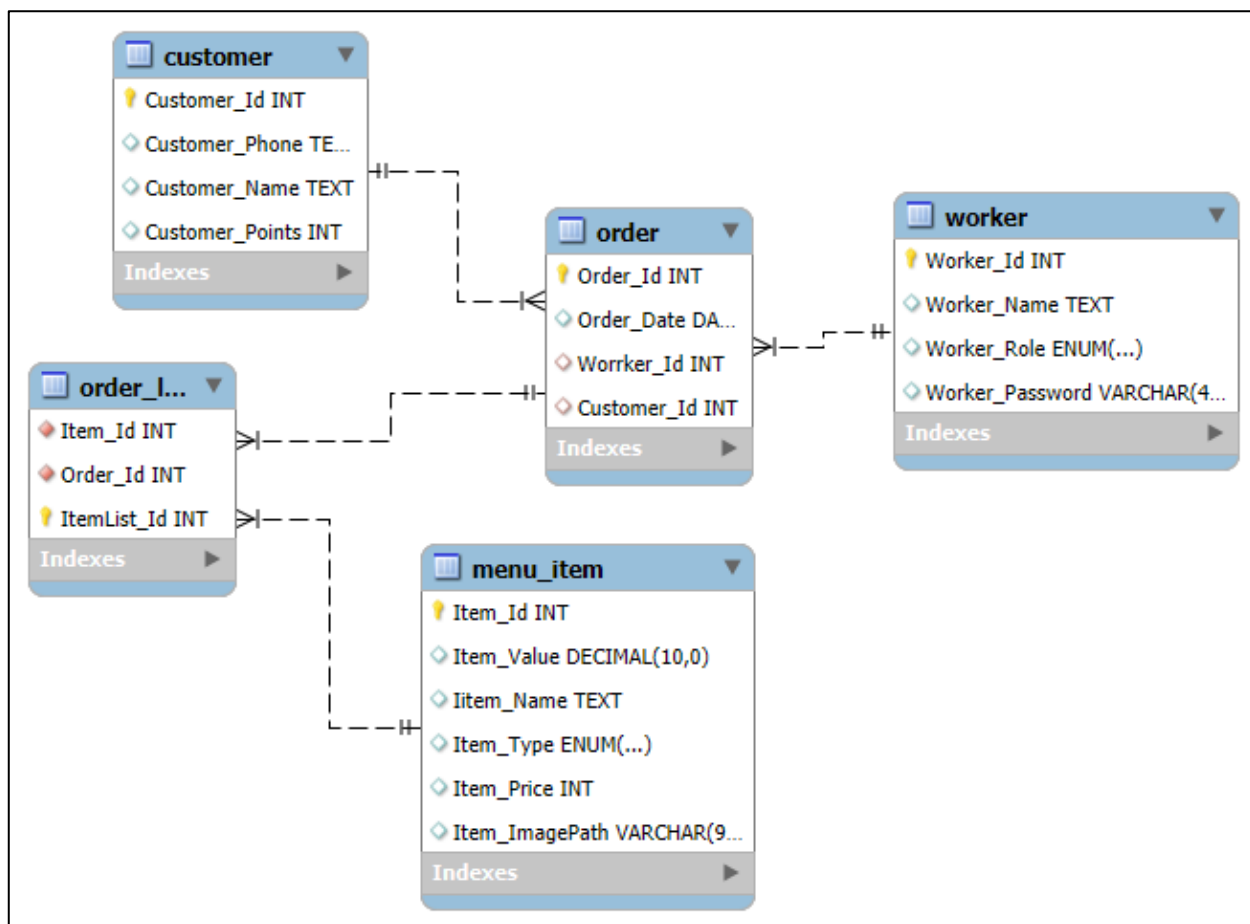 customer
Customer_Id INT
Customer_Phone TE...
Customer_Name TEXT
Customer_Points INT
Indexes
order
Order_Id INT
Order_Date DA...
Worrker_Id INT
Customer_Id INT
Indexes
worker
Worker_Id INT
Worker_Name TEXT
Worker_Role ENUM(...)
Worker_Password VARCHAR(4...
Indexes
order_l...
Item_Id INT
Order_Id INT
ItemList_Id INT
Indexes
menu_item
Item_Id INT
Item_Value DECIMAL(10,0)
Iitem_Name TEXT
Item_Type ENUM(...)
Item_Price INT
Item_ImagePath VARCHAR(9...
Indexes